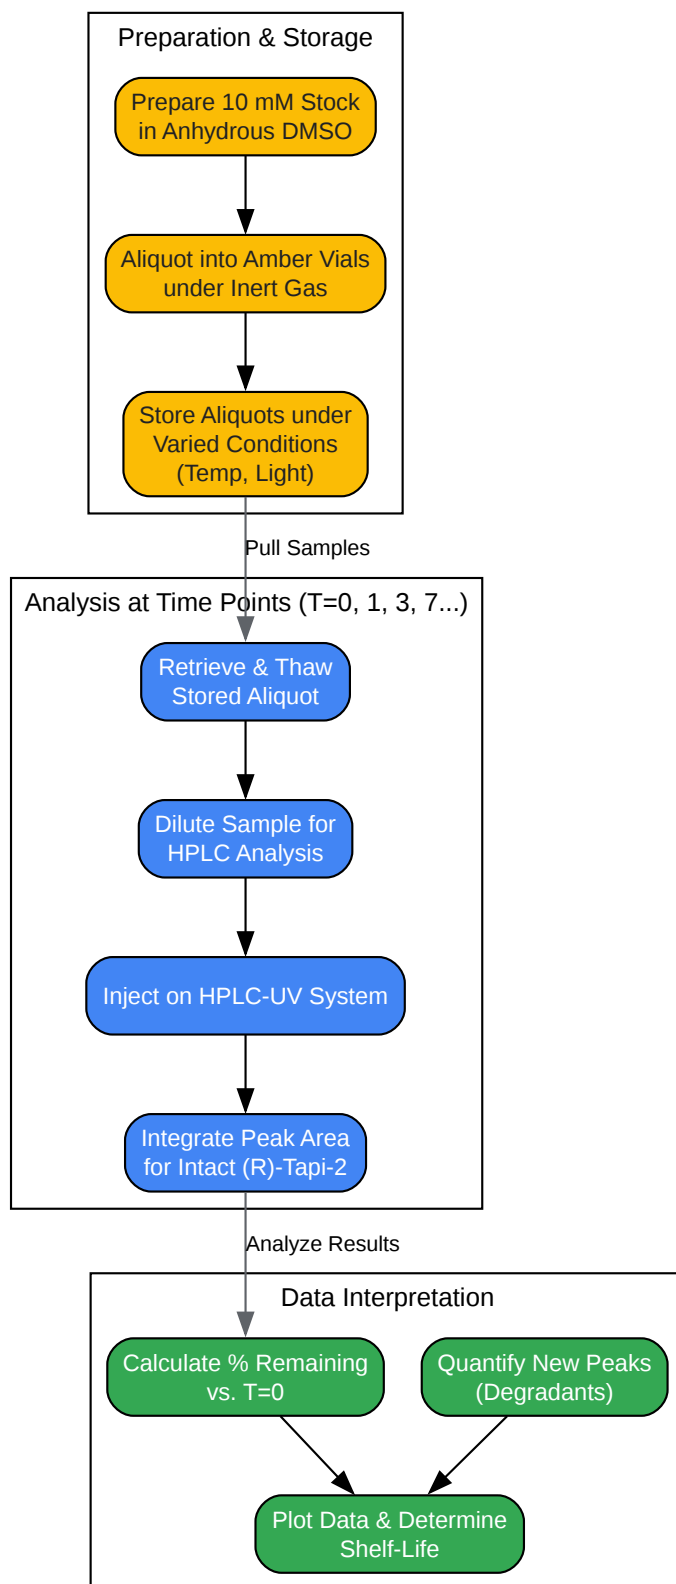 Preparation & Storage
Prepare 10 mM Stock
in Anhydrous DMSO
Aliquot into Amber Vials
under Inert Gas
Store Aliquots under
Varied Conditions
(Temp, Light)
Pull Samples
Analysis at Time Points (T=0, 1, 3, 7...)
Retrieve & Thaw
Stored Aliquot
Dilute Sample for
HPLC Analysis
Inject on HPLC-UV System
Integrate Peak Area
for Intact (R)-Tapi-2
Analyze Results
Data Interpretation
Calculate % Remaining
vs. T=0
Quantify New Peaks
(Degradants)
Plot Data & Determine
Shelf-Life